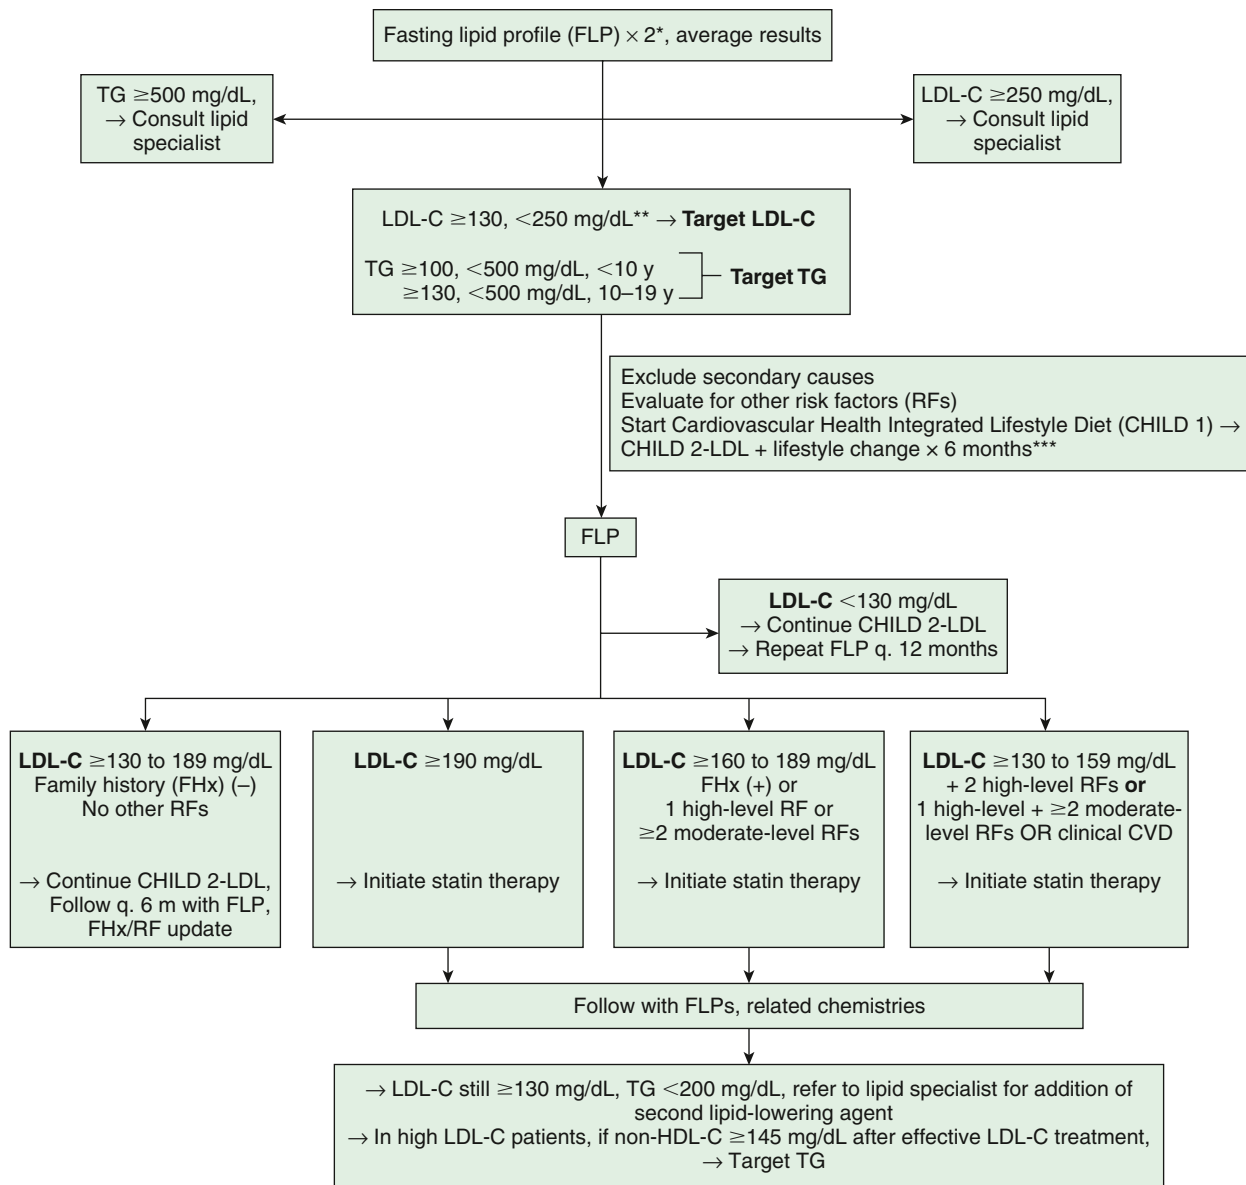 Fasting lipid profile (FLP) × 2*, average results
TG ≥500 mg/dL,
→ Consult lipid
specialist
LDL-C ≥250 mg/dL,
→ Consult lipid
specialist
LDL-C ≥130, <250 mg/dL** → Target LDL-C
TG ≥100, <500 mg/dL, <10 y
≥130, <500 mg/dL, 10–19 y
Target TG
Exclude secondary causes
Evaluate for other risk factors (RFs)
Start Cardiovascular Health Integrated Lifestyle Diet (CHILD 1) →
CHILD 2-LDL + lifestyle change × 6 months***
FLP
LDL-C <130 mg/dL
→ Continue CHILD 2-LDL
→ Repeat FLP q. 12 months
LDL-C ≥130 to 189 mg/dL
Family history (FHx) (–)
No other RFs
→ Continue CHILD 2-LDL,
Follow q. 6 m with FLP,
FHx/RF update
LDL-C ≥190 mg/dL
→ Initiate statin therapy
LDL-C ≥160 to 189 mg/dL
FHx (+) or
1 high-level RF or
≥2 moderate-level RFs
→ Initiate statin therapy
LDL-C ≥130 to 159 mg/dL
+ 2 high-level RFs or
1 high-level + ≥2 moderate-
level RFs OR clinical CVD
→ Initiate statin therapy
Follow with FLPs, related chemistries
→ LDL-C still ≥130 mg/dL, TG <200 mg/dL, refer to lipid specialist for addition of
second lipid-lowering agent
→ In high LDL-C patients, if non-HDL-C ≥145 mg/dL after effective LDL-C treatment,
→ Target TG